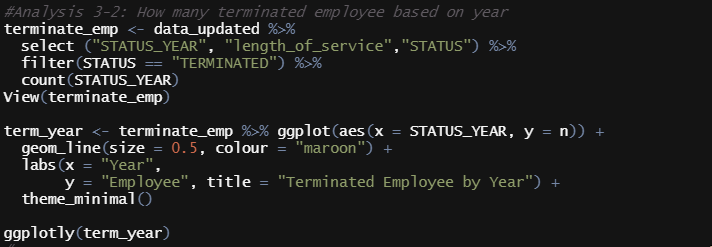 #Analysis 3-2: How many terminated employee based on year
terminate_emp <- data_updated %>%
  select ("STATUS_YEAR", "length_of_service","STATUS") %>%
  filter(STATUS == "TERMINATED") %>%
  count(STATUS_YEAR)
View(terminate_emp)

term_year <- terminate_emp %>% ggplot(aes(x = STATUS_YEAR, y = n)) +
  geom_line(size = 0.5, colour = "maroon") +
  labs(x = "Year",
       y = "Employee", title = "Terminated Employee by Year") +
  theme_minimal()

ggplotly(term_year)